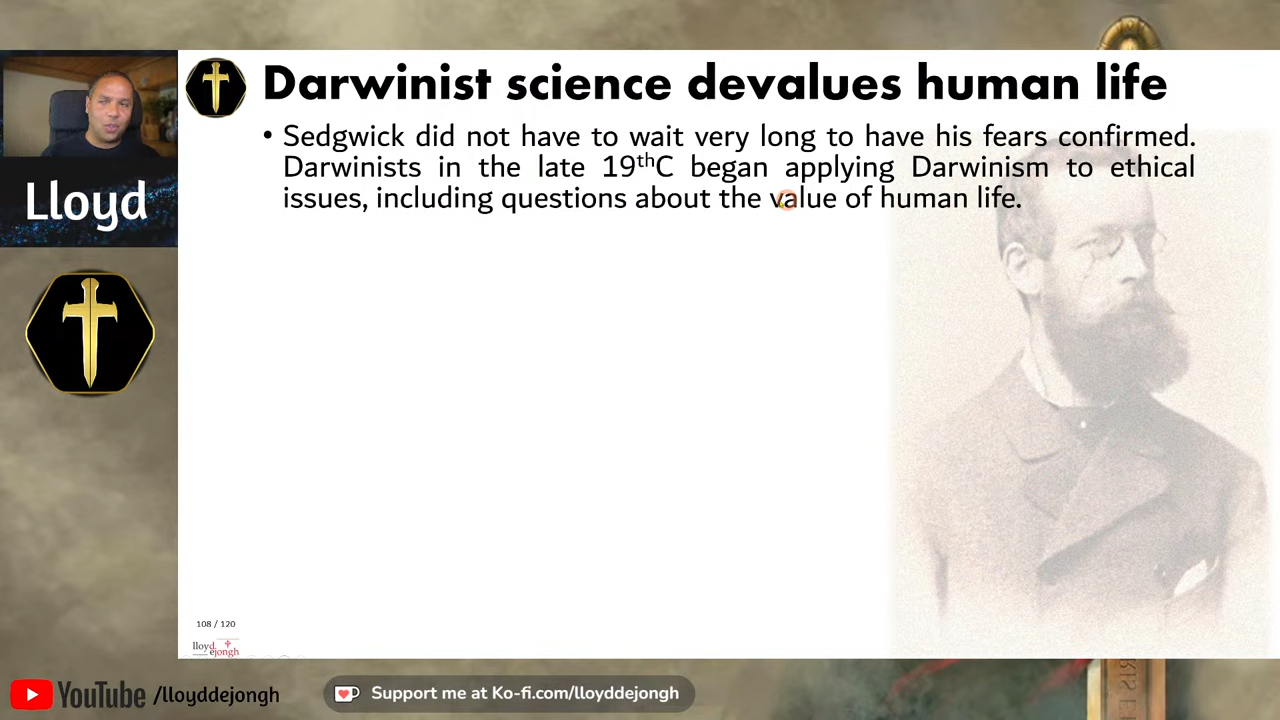 Darwinist science devalues human life
• Sedgwick did not have to wait very long to have his fears confirmed.
Darwinists in the late 19thC began applying Darwinism to ethical
issues, including questions about the value of human life.
Lloyd
108 / 120
lloyd
ejongh
YouTube /lloyddejongh
Support me at Ko-fi.com/lloyddejongh